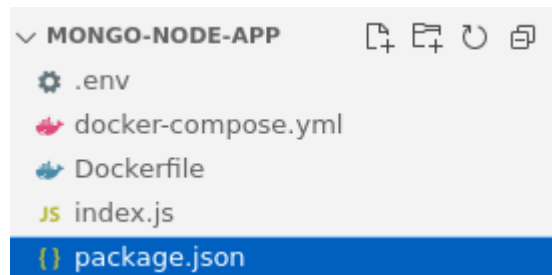 MONGO-NODE-APP
.env
docker-compose.yml
Dockerfile
JS index.js
{} package.json